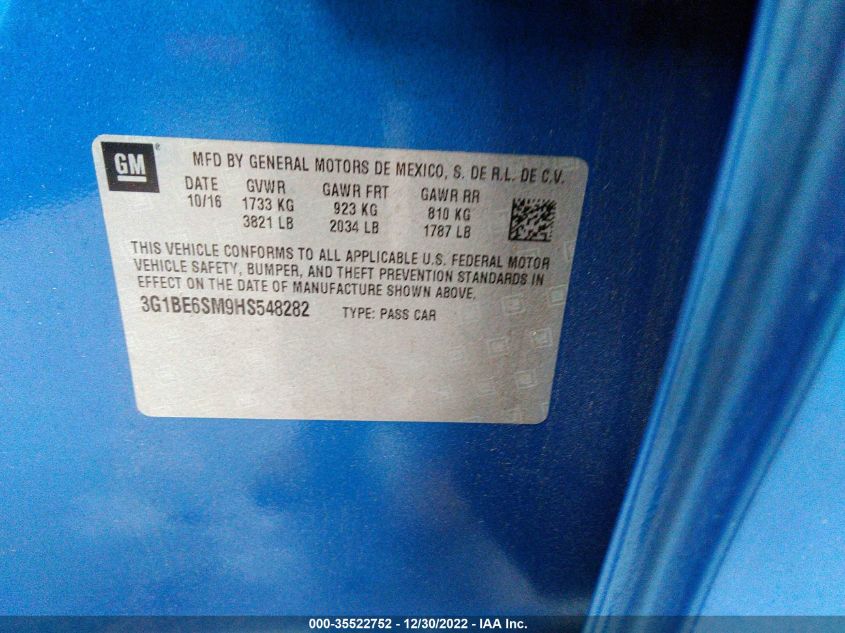 GM
MFD BY GENERAL MOTORS DE MEXICO, S. DE R.L. DE C.V.
DATE GVWR GAWR FRT GAWR RR
10/16 1733 KG 923 KG 810 KG
3821 LB 2034 LB 1787 LB
THIS VEHICLE CONFORMS TO ALL APPLICABLE U.S. FEDERAL MOTOR
VEHICLE SAFETY, BUMPER, AND THEFT PREVENTION STANDARDS IN
EFFECT ON THE DATE OF MANUFACTURE SHOWN ABOVE.
3G1BE6SM9HS548282 TYPE: PASS CAR
000-35522752 - 12/30/2022 - IAA Inc.